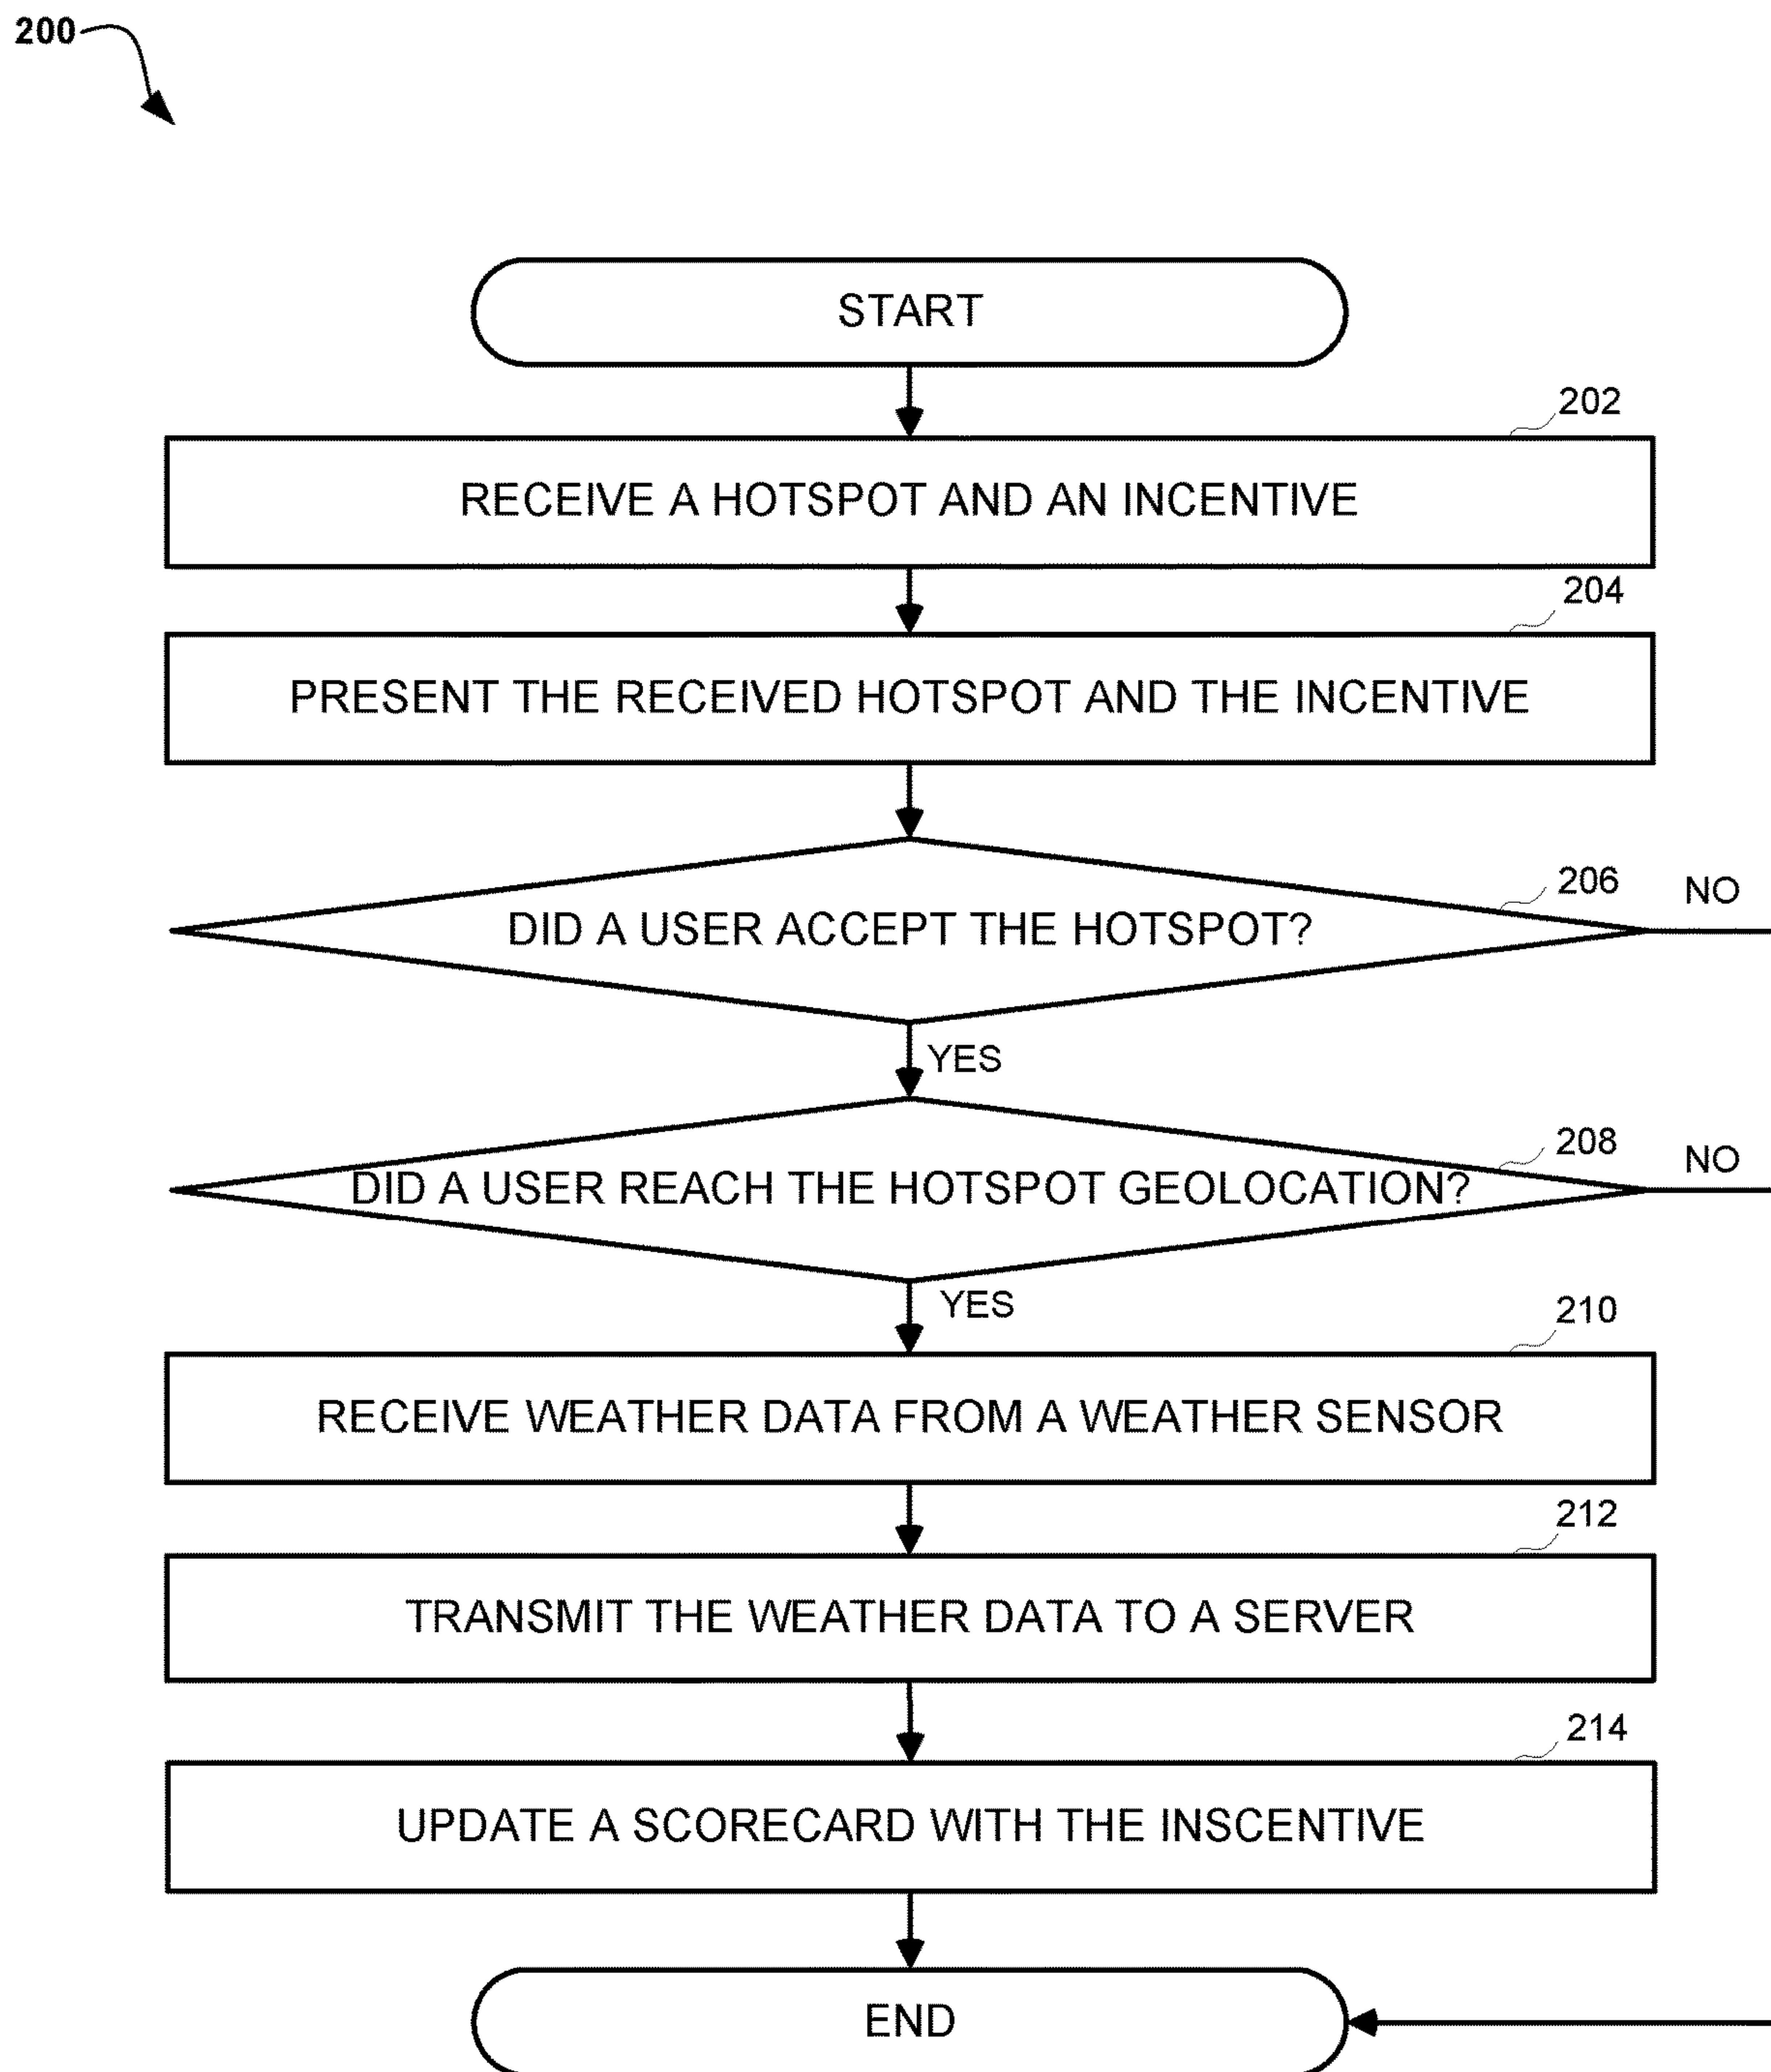 200
START
202
RECEIVE A HOTSPOT AND AN INCENTIVE
204
PRESENT THE RECEIVED HOTSPOT AND THE INCENTIVE
206
NO
DID A USER ACCEPT THE HOTSPOT?
YES
208
NO
DID A USER REACH THE HOTSPOT GEOLOCATION?
YES
210
RECEIVE WEATHER DATA FROM A WEATHER SENSOR
212
TRANSMIT THE WEATHER DATA TO A SERVER
214
UPDATE A SCORECARD WITH THE INSCENTIVE
END